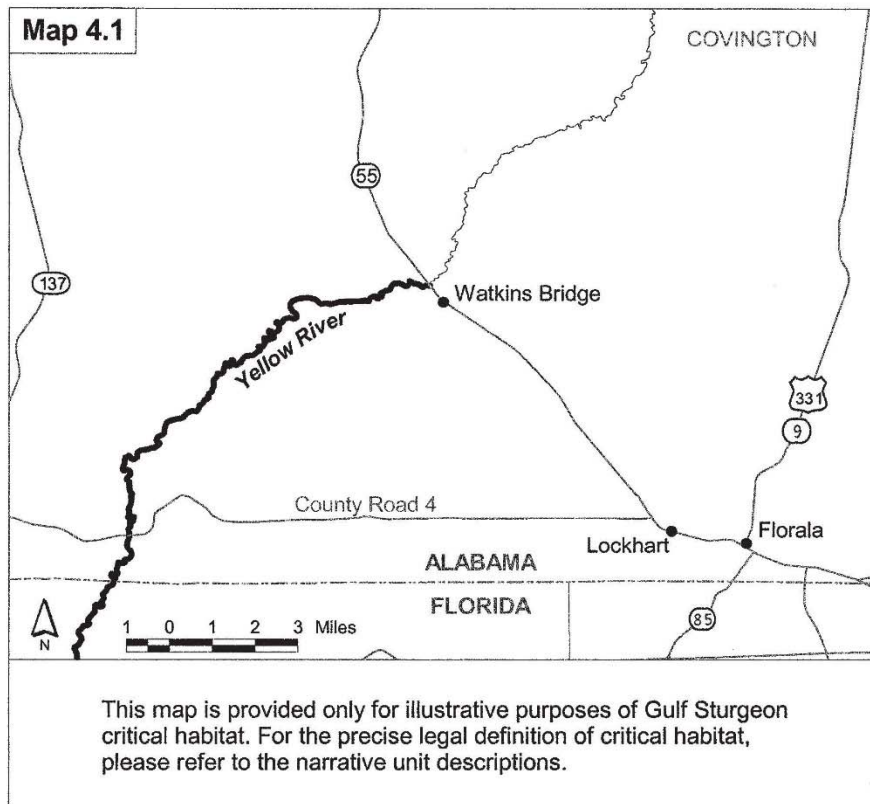 Map 4.1
COVINGTON
55
137
Watkins Bridge
Yellow River
331
9
County Road 4
Lockhart
Florala
ALABAMA
FLORIDA
85
N
1 0 1 2 3 Miles
This map is provided only for illustrative purposes of Gulf Sturgeon
critical habitat. For the precise legal definition of critical habitat,
please refer to the narrative unit descriptions.